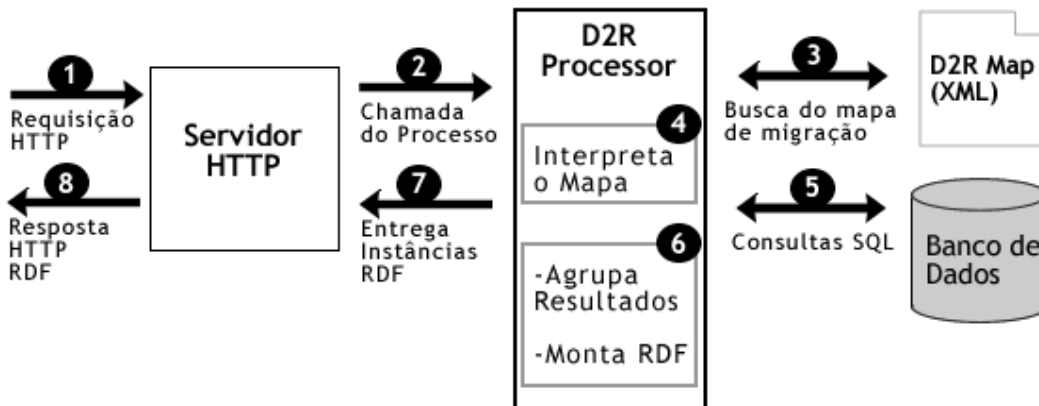 1
Requisição
HTTP
8
Resposta
HTTP
RDF
Servidor
HTTP
2
Chamada
do Processo
7
Entrega
Instâncias
RDF
D2R
Processor
4
Interpreta
o Mapa
6
-Agrupa
Resultados
-Monta RDF
3
Busca do mapa
de migração
5
Consultas SQL
D2R Map
(XML)
Banco de
Dados